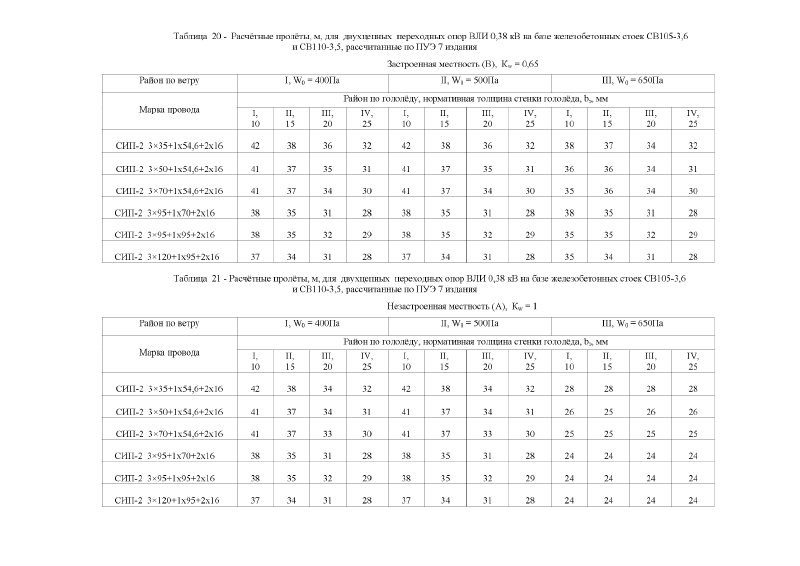 Таблица 20 - Расчётные пролёты, м, для двухцепных переходных опор ВЛИ 0,38 кВ на базе железобетонных стоек СВ105-3,6
и СВ110-3,5, рассчитанные по ПУЭ 7 издания
Застроенная местность (В), Kw = 0,65
Район по ветру I, W0 = 400Па II, W0 = 500Па III, W0 = 650Па
Марка провода Район по гололёду, нормативная толщина стенки гололёда, bэ, мм
I, 10 II, 15 III, 20 IV, 25 I, 10 II, 15 III, 20 IV, 25 I, 10 II, 15 III, 20 IV, 25
СИП-2 3×35+1х54,6+2х16 42 38 36 32 42 38 36 32 38 37 34 32
СИП-2 3×50+1х54,6+2х16 41 37 35 31 41 37 35 31 36 36 34 31
СИП-2 3×70+1х54,6+2х16 41 37 34 30 41 37 34 30 35 36 34 30
СИП-2 3×95+1х70+2х16 38 35 31 28 38 35 31 28 38 35 31 28
СИП-2 3×95+1х95+2х16 38 35 32 29 38 35 32 29 35 35 32 29
СИП-2 3×120+1х95+2х16 37 34 31 28 37 34 31 28 35 34 31 28
Таблица 21 - Расчётные пролёты, м, для двухцепных переходных опор ВЛИ 0,38 кВ на базе железобетонных стоек СВ105-3,6
и СВ110-3,5, рассчитанные по ПУЭ 7 издания
Незастроенная местность (А), Kw = 1
Район по ветру I, W0 = 400Па II, W0 = 500Па III, W0 = 650Па
Марка провода Район по гололёду, нормативная толщина стенки гололёда, bэ, мм
I, 10 II, 15 III, 20 IV, 25 I, 10 II, 15 III, 20 IV, 25 I, 10 II, 15 III, 20 IV, 25
СИП-2 3×35+1х54,6+2х16 42 38 34 32 42 38 34 32 28 28 28 28
СИП-2 3×50+1х54,6+2х16 41 37 34 31 41 37 34 31 26 25 26 26
СИП-2 3×70+1х54,6+2х16 41 37 33 30 41 37 33 30 25 25 25 25
СИП-2 3×95+1х70+2х16 38 35 31 28 38 35 31 28 24 24 24 24
СИП-2 3×95+1х95+2х16 38 35 32 29 38 35 32 29 24 24 24 24
СИП-2 3×120+1х95+2х16 37 34 31 28 37 34 31 28 24 24 24 24